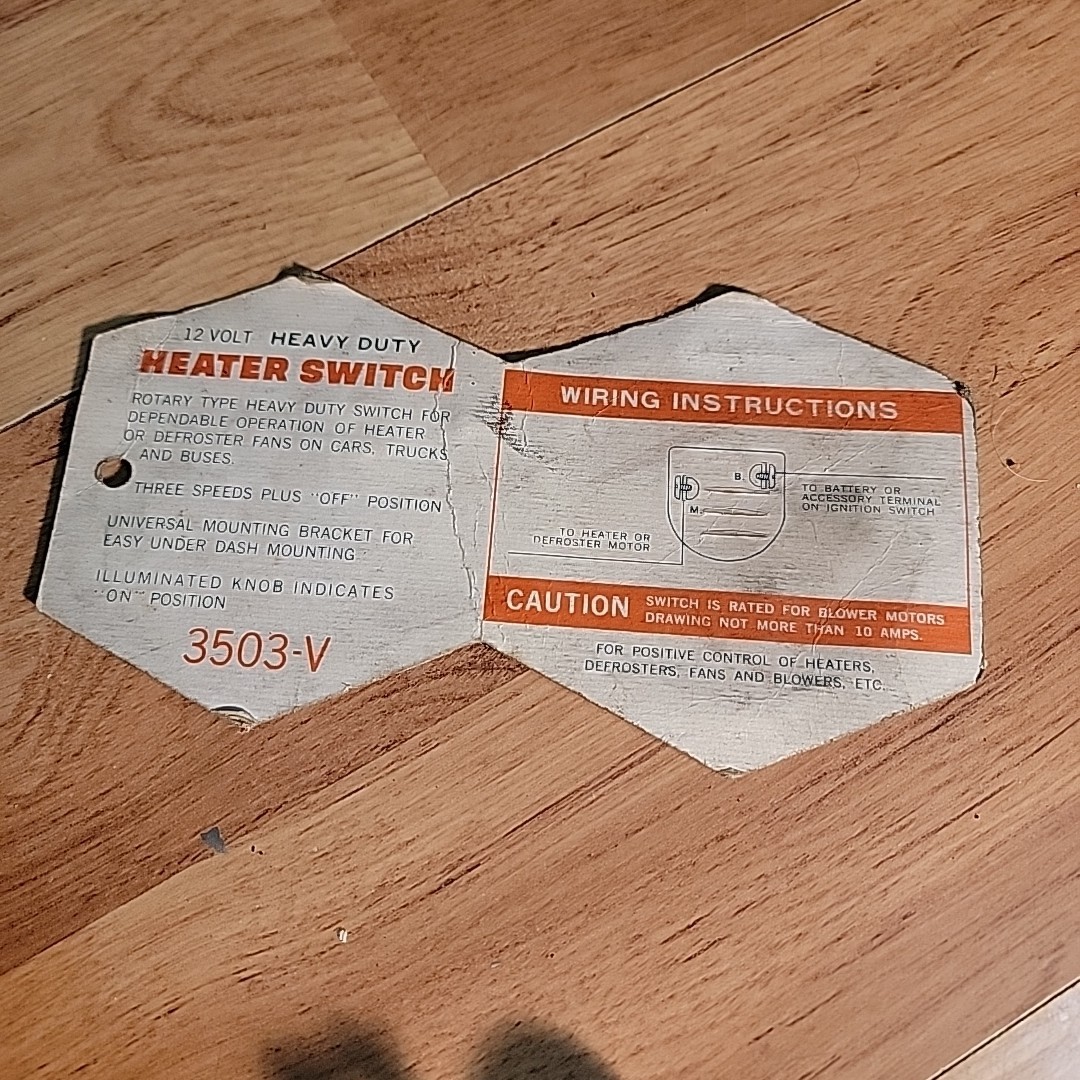 12 VOLT HEAVY DUTY
HEATER SWITCH
ROTARY TYPE HEAVY DUTY SWITCH FOR
DEPENDABLE OPERATION OF HEATER
OR DEFROSTER FANS ON CARS, TRUCKS
AND BUSES.
THREE SPEEDS PLUS "OFF" POSITION
UNIVERSAL MOUNTING BRACKET FOR
EASY UNDER DASH MOUNTING
ILLUMINATED KNOB INDICATES
"ON" POSITION
3503-V
WIRING INSTRUCTIONS
B.
TO BATTERY OR
ACCESSORY TERMINAL
ON IGNITION SWITCH
M.
TO HEATER OR
DEFROSTER MOTOR
CAUTION SWITCH IS RATED FOR BLOWER MOTORS
DRAWING NOT MORE THAN 10 AMPS.
FOR POSITIVE CONTROL OF HEATERS,
DEFROSTERS, FANS AND BLOWERS, ETC.